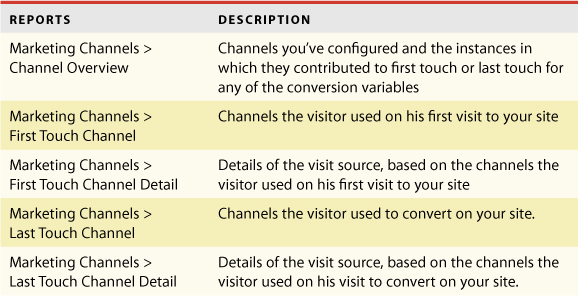 REPORTS DESCRIPTION
Marketing Channels > Channels you’ve configured and the instances in
Channel Overview which they contributed to first touch or last touch for
any of the conversion variables
Marketing Channels > Channels the visitor used on his first visit to your site
First Touch Channel
Marketing Channels > Details of the visit source, based on the channels the
First Touch Channel Detail visitor used on his first visit to your site
Marketing Channels > Channels the visitor used to convert on your site.
Last Touch Channel
Marketing Channels > Details of the visit source, based on the channels the
Last Touch Channel Detail visitor used on his visit to convert on your site.